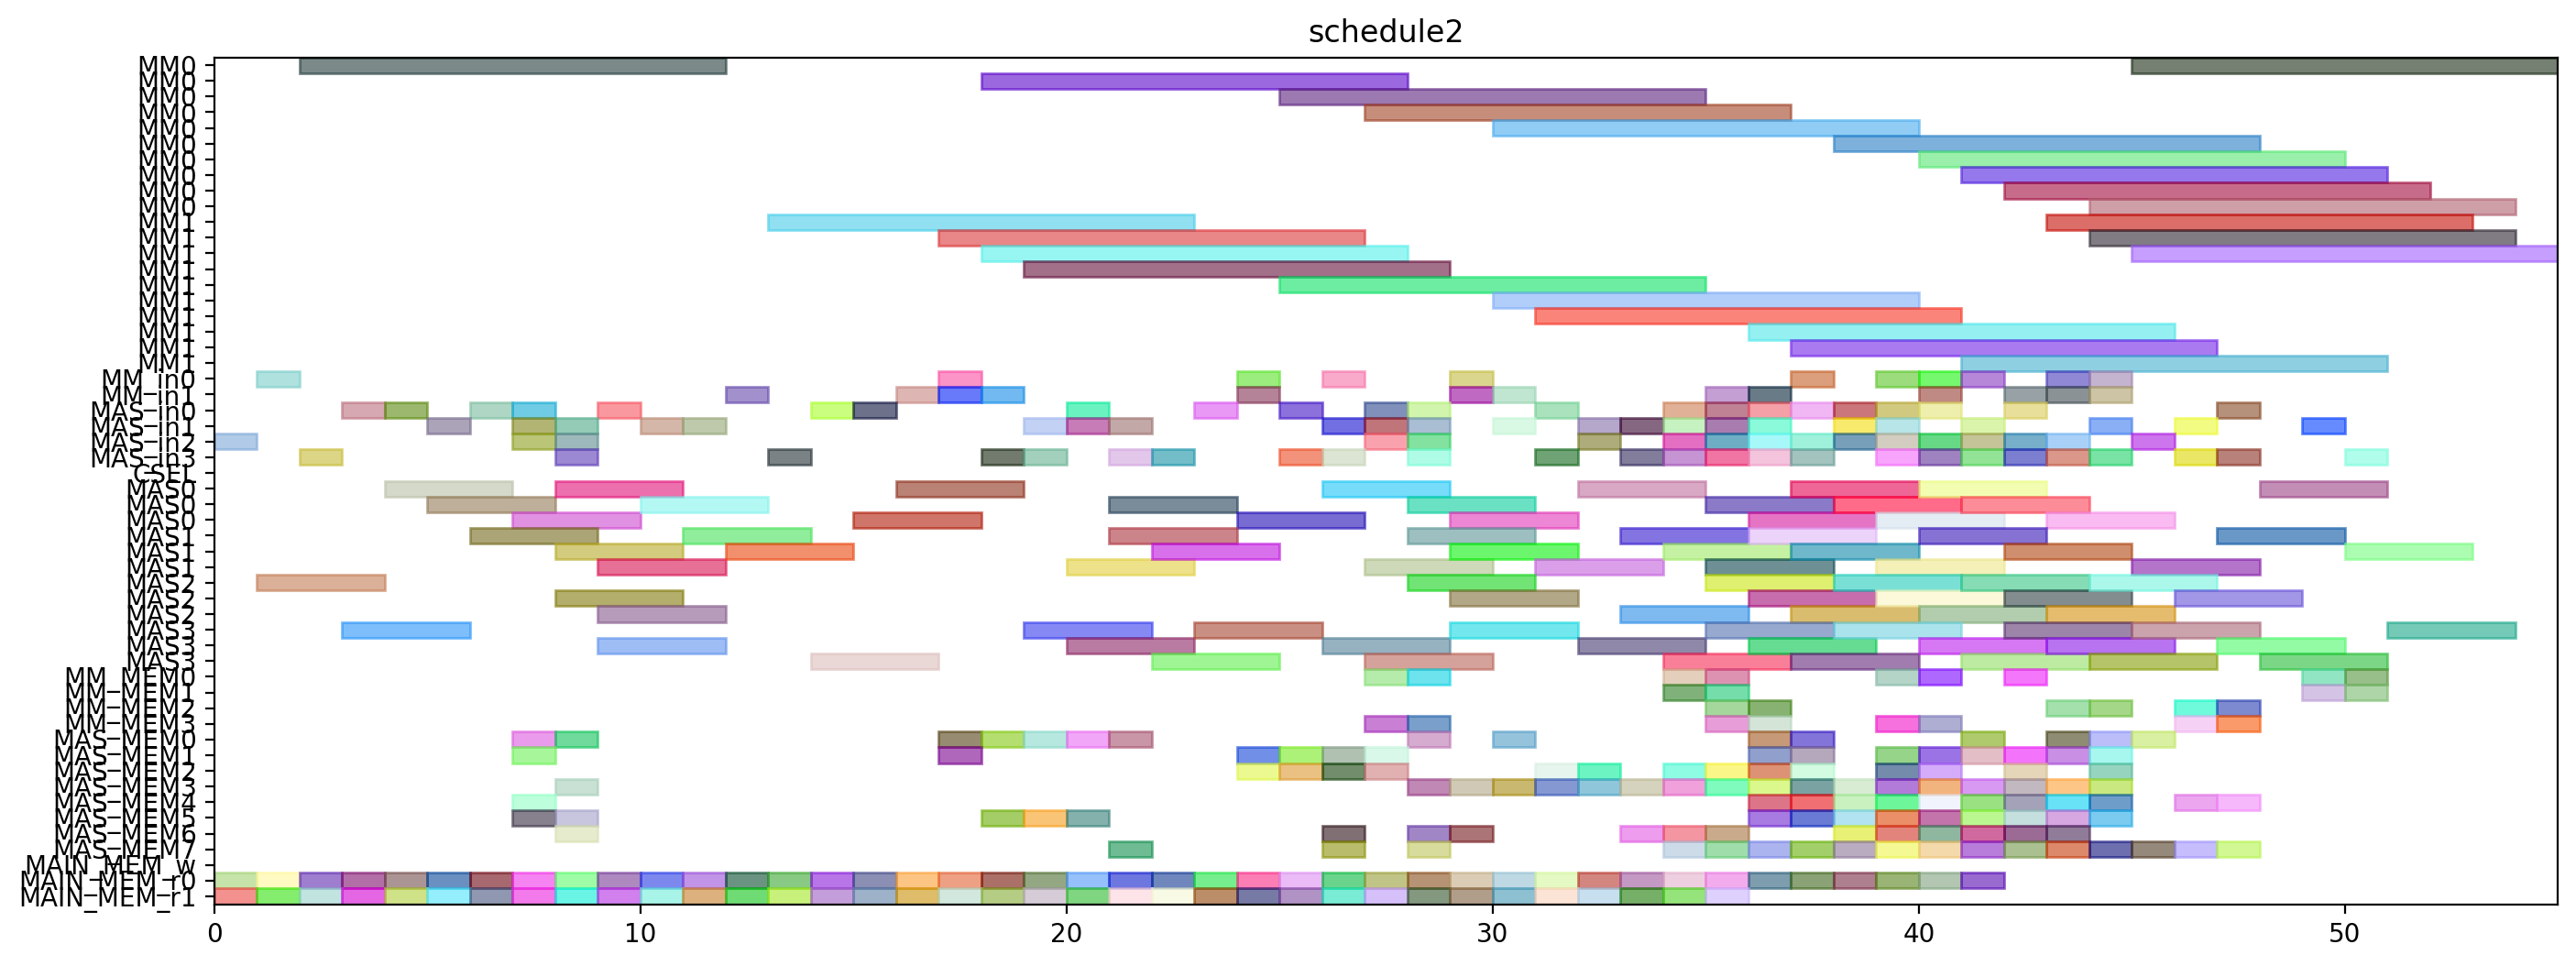 schedule2
MM0
MM0
MM0
MM0
MM0
MM0
MM0
MM0
MM0
MM0
MM1
MM1
MM1
MM1
MM1
MM1
MM1
MM1
MM1
MM1
MM_in0
MM_in1
MAS_in0
MAS_in1
MAS_in2
MAS_in3
CSEL
MAS0
MAS0
MAS0
MAS1
MAS1
MAS1
MAS2
MAS2
MAS2
MAS3
MAS3
MAS3
MM_MEM0
MM_MEM1
MM_MEM2
MM_MEM3
MAS_MEM0
MAS_MEM1
MAS_MEM2
MAS_MEM3
MAS_MEM4
MAS_MEM5
MAS_MEM6
MAS_MEM7
MAIN_MEM_w
MAIN_MEM_r0
MAIN_MEM_r1
0 10 20 30 40 50